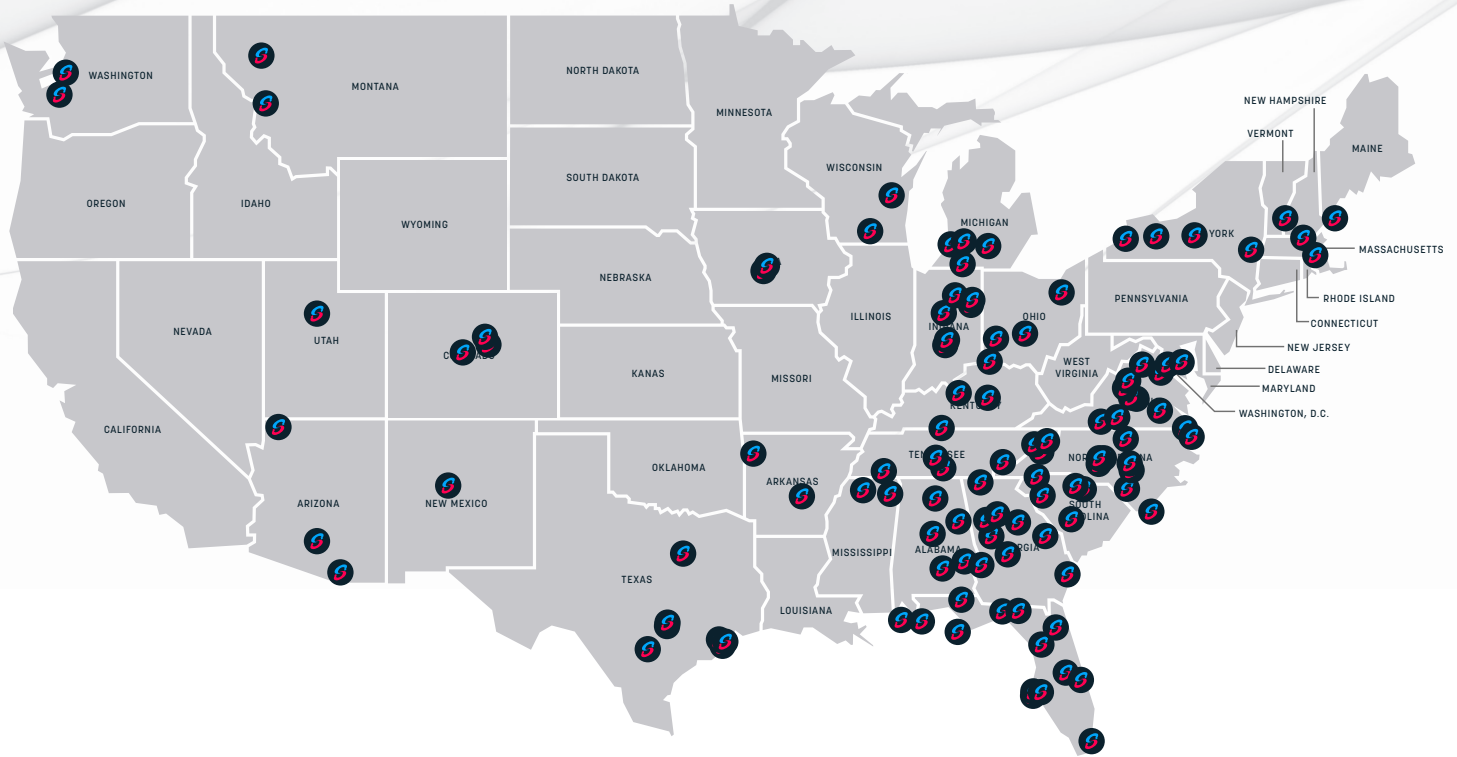 NEW HAMPSHIRE
VERMONT
MAINE
WASHINGTON
MONTANA
NORTH DAKOTA
MINNESOTA
OREGON
IDAHO
WYOMING
SOUTH DAKOTA
WISCONSIN
MICHIGAN
YORK
MASSACHUSETTS
NEBRASKA
NEVADA
UTAH
ILLINOIS
OHIO
PENNSYLVANIA
RHODE ISLAND
CONNECTICUT
NEW JERSEY
KANAS
MISSORI
WEST
VIRGINIA
DELAWARE
MARYLAND
WASHINGTON, D.C.
CALIFORNIA
ARIZONA
NEW MEXICO
OKLAHOMA
ARKANSAS
SOUTH
TEXAS
LOUISIANA
MISSISSIPPI
ALABAMA